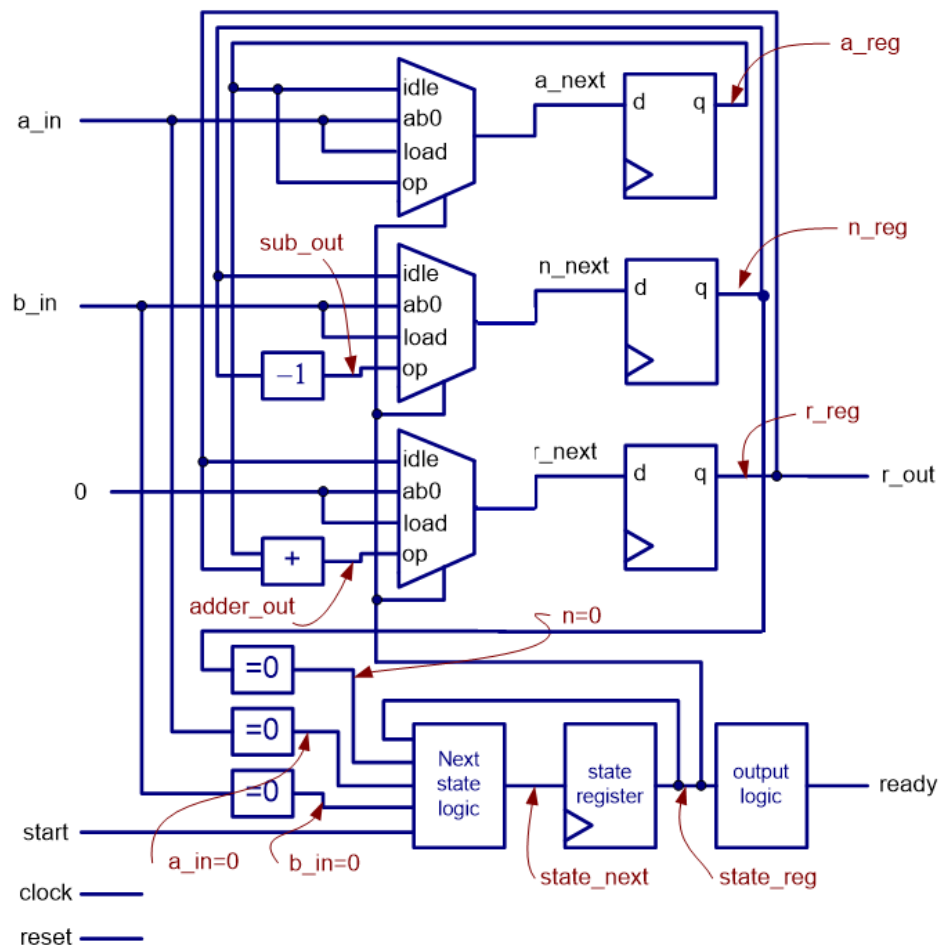 a_reg
a_next
idle
ab0
load
op
d
q
a_in
sub_out
n_reg
n_next
idle
ab0
load
op
d
q
b_in
−1
r_reg
r_next
idle
ab0
load
op
d
q
0
r_out
+
adder_out
n=0
=0
=0
=0
Next
state
logic
state
register
output
logic
ready
start
a_in=0
b_in=0
state_next
state_reg
clock
reset